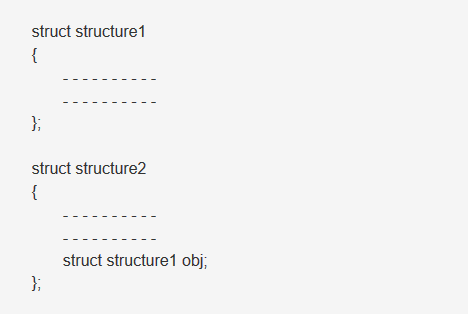 struct structure1
{
- - - - - - - - - -
- - - - - - - - - -
};
struct structure2
{
- - - - - - - - - -
- - - - - - - - - -
struct structure1 obj;
};